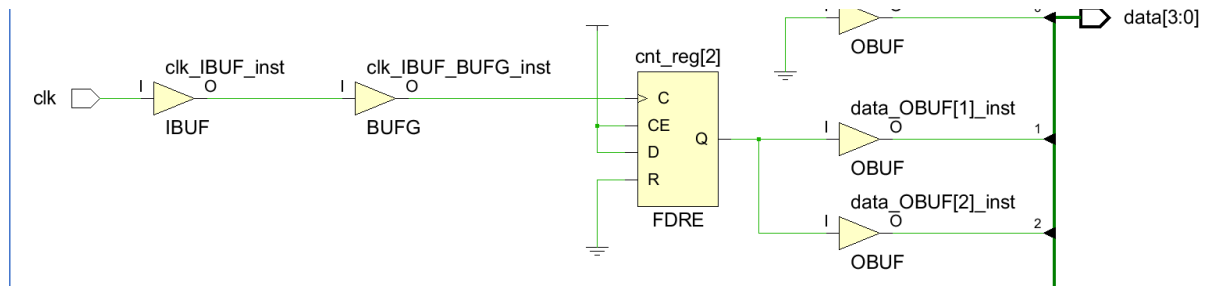 clk
I
clk_IBUF_inst
O
IBUF
I
clk_IBUF_BUFG_inst
O
BUFG
cnt_reg[2]
C
CE
D
R
Q
FDRE
OBUF
data[3:0]
data_OBUF[1]_inst
I
O
1
OBUF
data_OBUF[2]_inst
I
O
2
OBUF